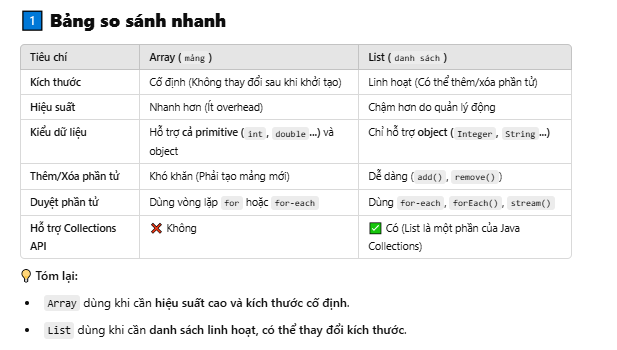 1 Bảng so sánh nhanh
Tiêu chí Array ( mảng ) List ( danh sách )
Kích thước Cố định (Không thay đổi sau khi khởi tạo) Linh hoạt (Có thể thêm/xóa phần tử)
Hiệu suất Nhanh hơn (Ít overhead) Chậm hơn do quản lý động
Kiểu dữ liệu Hỗ trợ cả primitive ( int , double ...) và Chỉ hỗ trợ object ( Integer , String ...)
object
Thêm/Xóa phần tử Khó khăn (Phải tạo mảng mới) Dễ dàng ( add() , remove() )
Duyệt phần tử Dùng vòng lặp for hoặc for-each Dùng for-each , forEach() , stream()
Hỗ trợ Collections ❌ Không ✅ Có (List là một phần của Java
API Collections)
💡 Tóm lại:
• Array dùng khi cần hiệu suất cao và kích thước cố định.
• List dùng khi cần danh sách linh hoạt, có thể thay đổi kích thước.